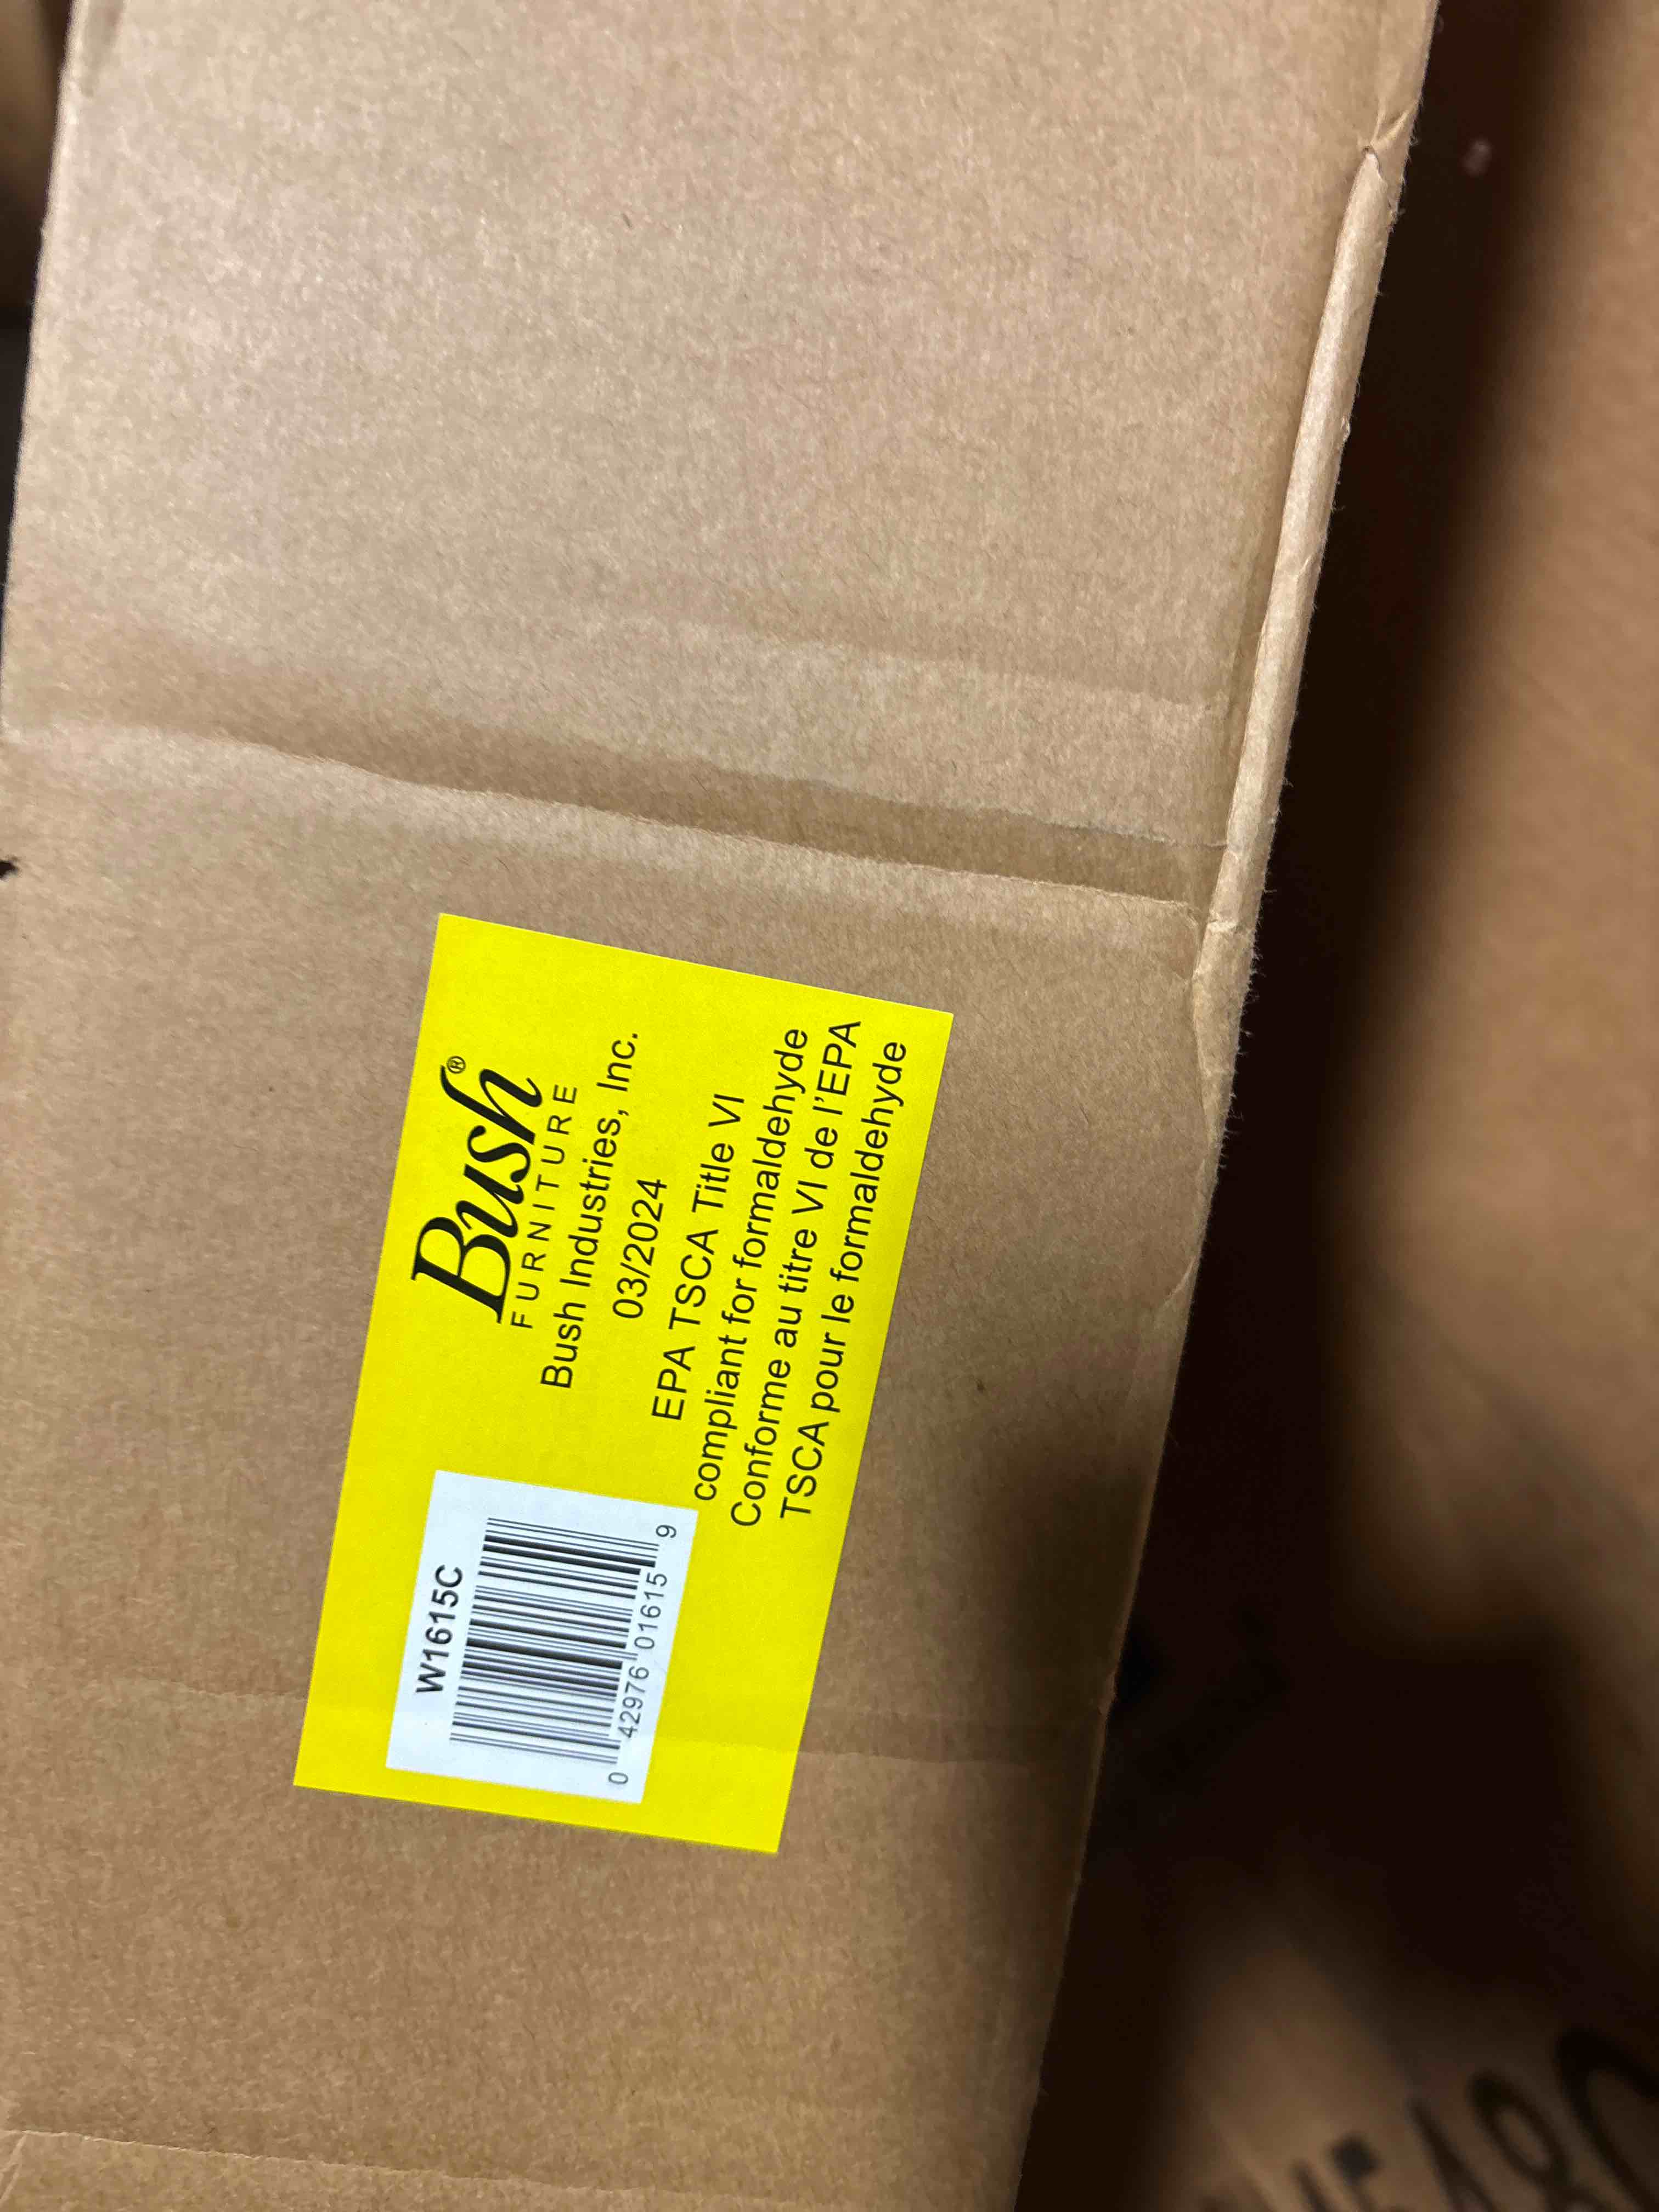 Bush®
FURNITURE
Bush Industries, Inc.
03/2024
EPA TSCA Title VI
compliant for formaldehyde
Conforme au titre VI de l'EPA
TSCA pour le formaldehyde
W1615C
0 42976 01615 9